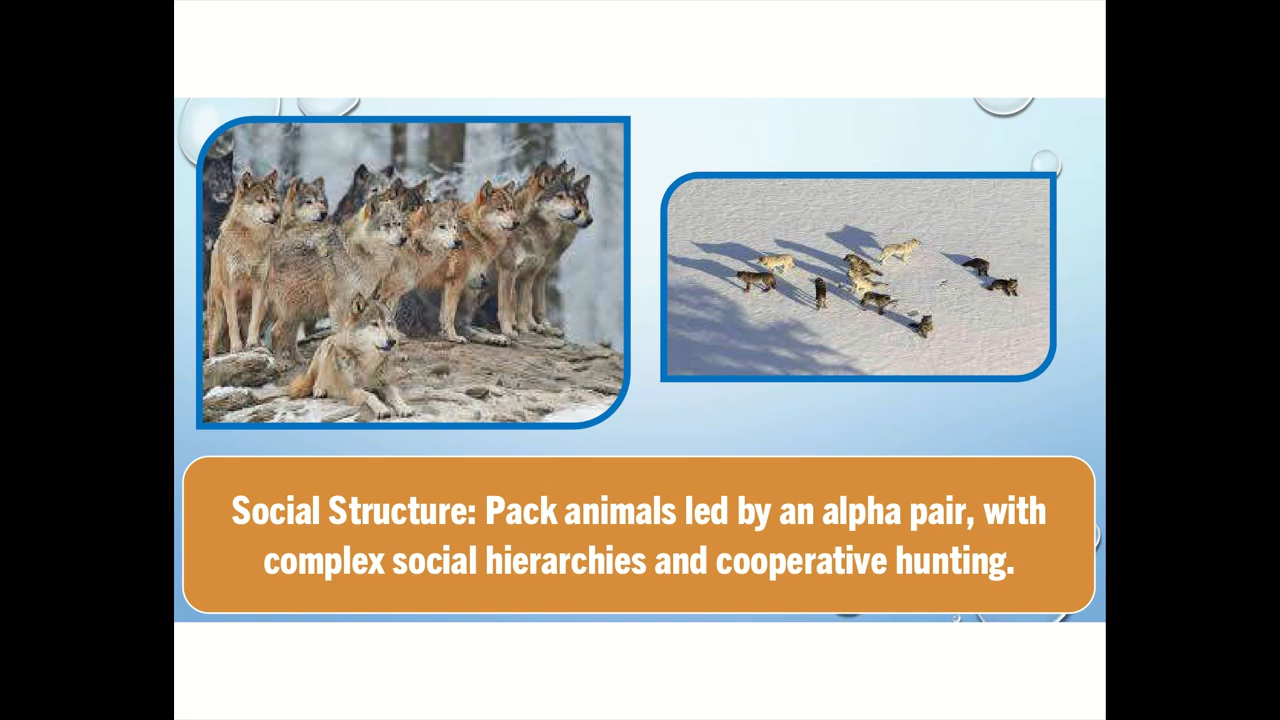 Social Structure: Pack animals led by an alpha pair, with
complex social hierarchies and cooperative hunting.